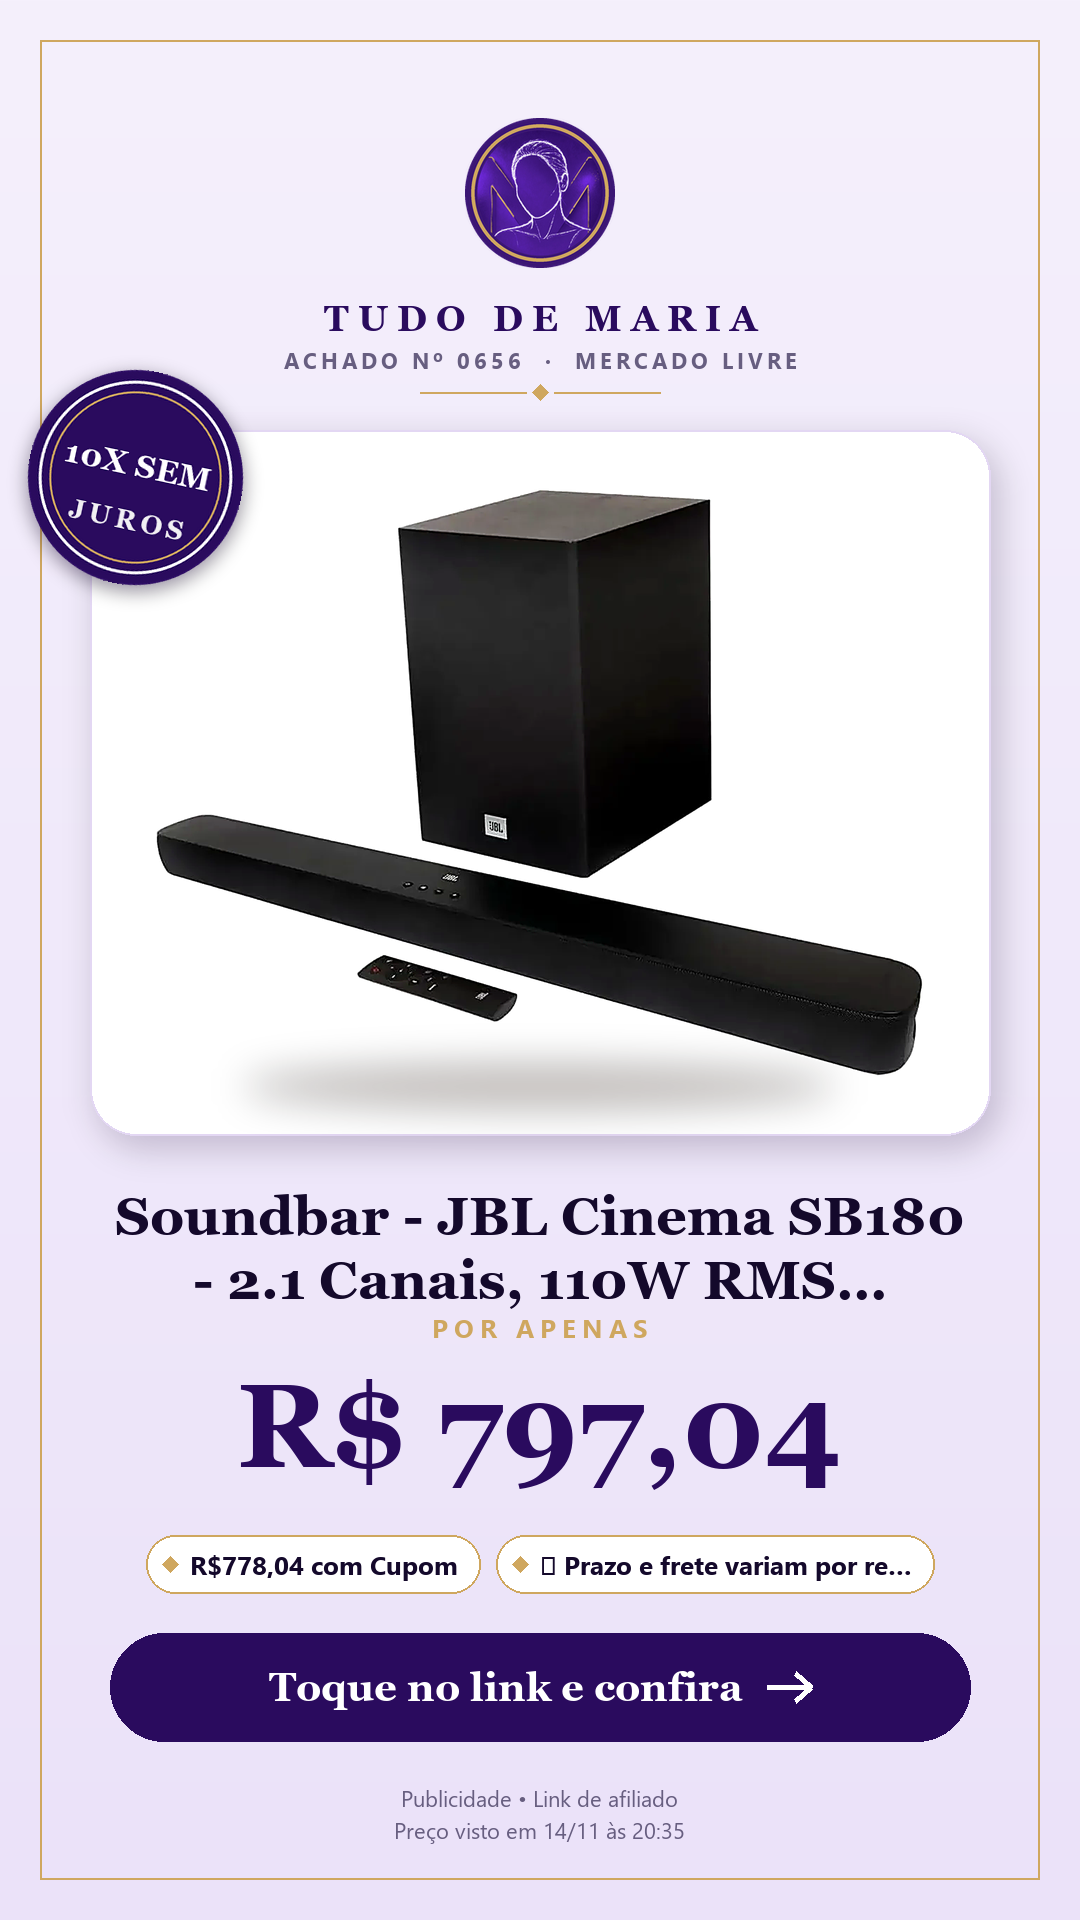 TUDO DE MARIA
ACHADO Nº 0656 · MERCADO LIVRE
10X SEM
JUROS
JBL
JBL
JBL
Soundbar - JBL Cinema SB180
- 2.1 Canais, 110W RMS...
POR APENAS
R$ 797,04
R$778,04 com Cupom
Prazo e frete variam por re...
Toque no link e confira →
Publicidade • Link de afiliado
Preço visto em 14/11 às 20:35